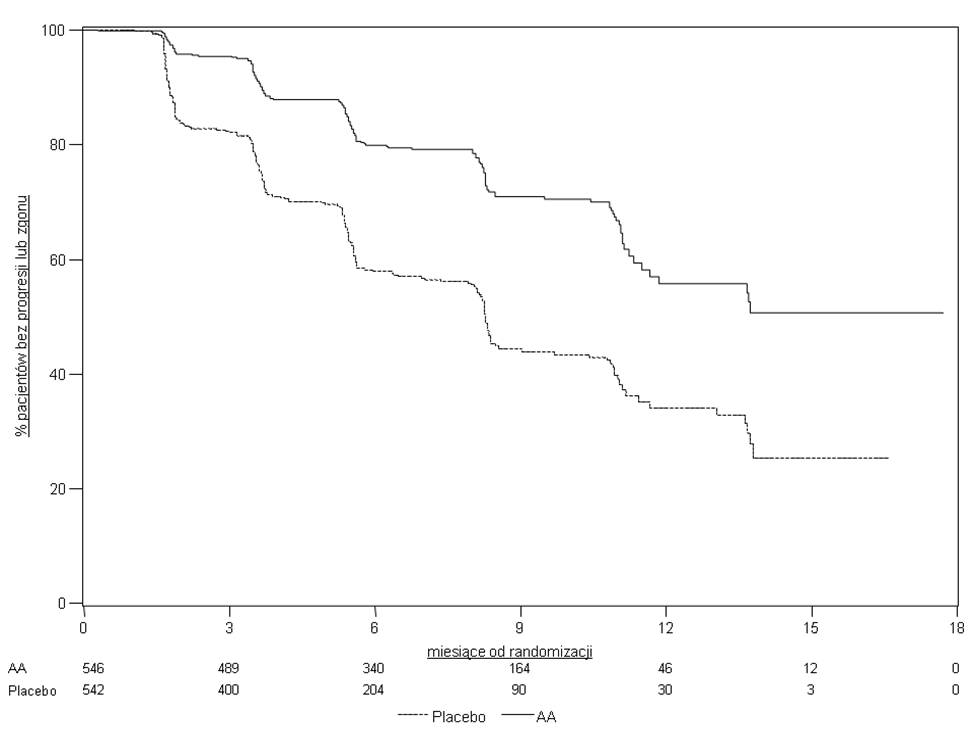 100
80
60
40
20
0
% pacjentów bez progresji lub zgonu
0 3 6 9 12 15 18
miesiące od randomizacji
AA 546 489 340 164 46 12 0
Placebo 542 400 204 90 30 3 0
Placebo AA